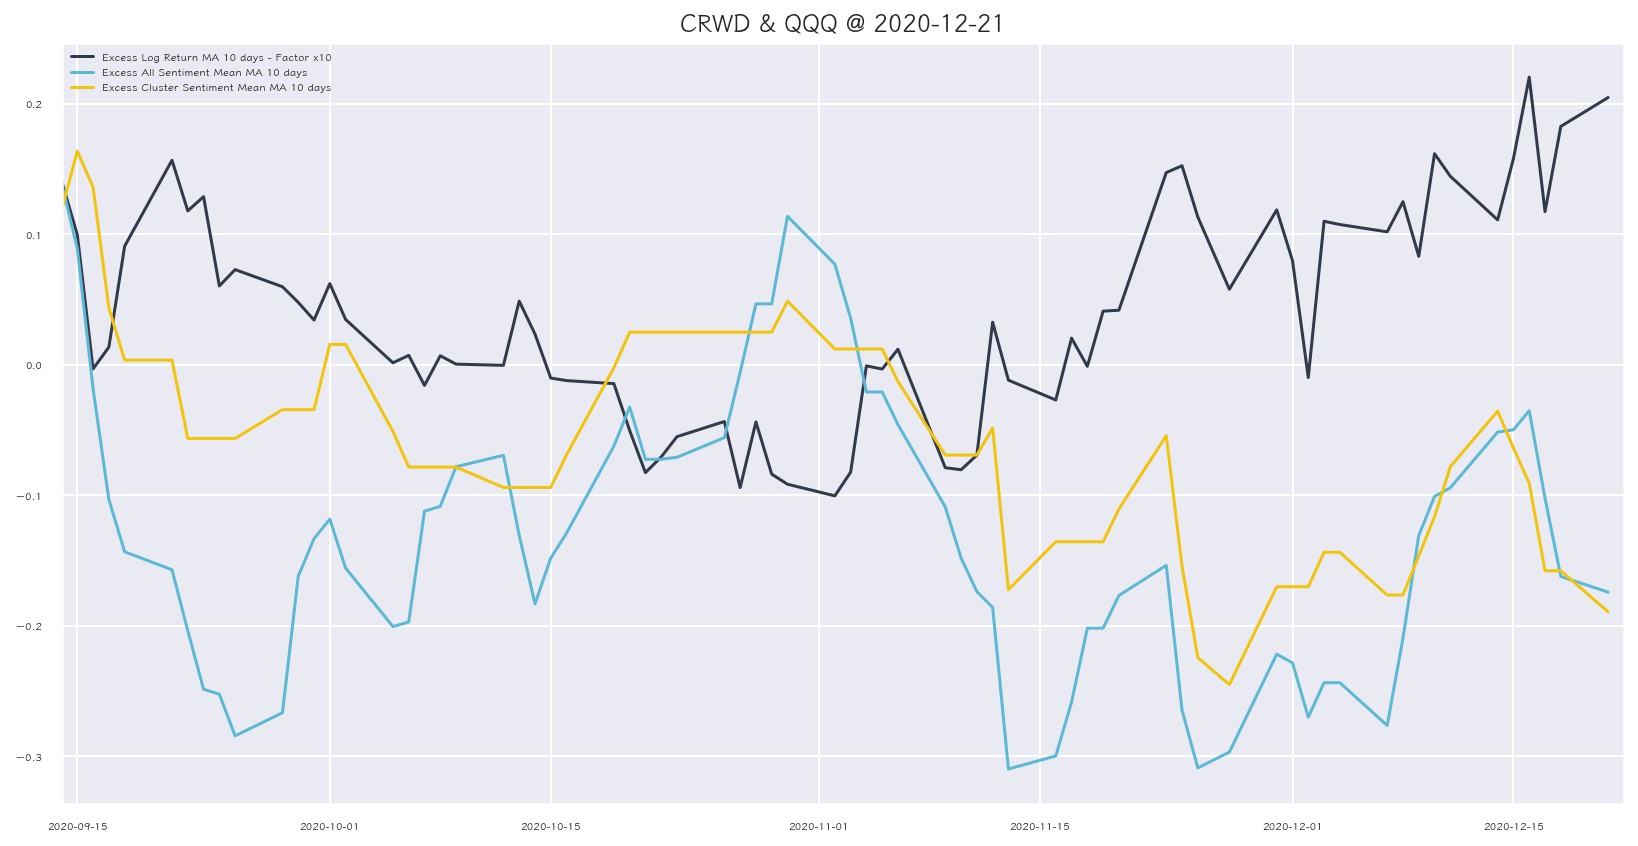 CRWD & QQQ @ 2020-12-21
Excess Log Return MA 10 days - Factor x10
Excess All Sentiment Mean MA 10 days
Excess Cluster Sentiment Mean MA 10 days
0.2
0.1
0.0
−0.1
−0.2
−0.3
2020-09-15 2020-10-01 2020-10-15 2020-11-01 2020-11-15 2020-12-01 2020-12-15